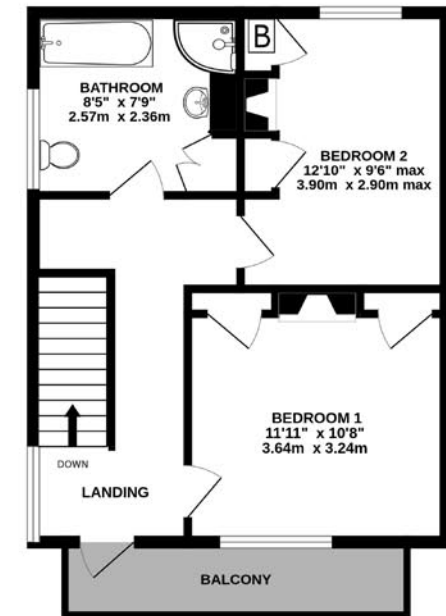 B
BATHROOM
8'5" x 7'9"
2.57m x 2.36m
BEDROOM 2
12'10" x 9'6" max
3.90m x 2.90m max
BEDROOM 1
11'11" x 10'8"
3.64m x 3.24m
DOWN
LANDING
BALCONY